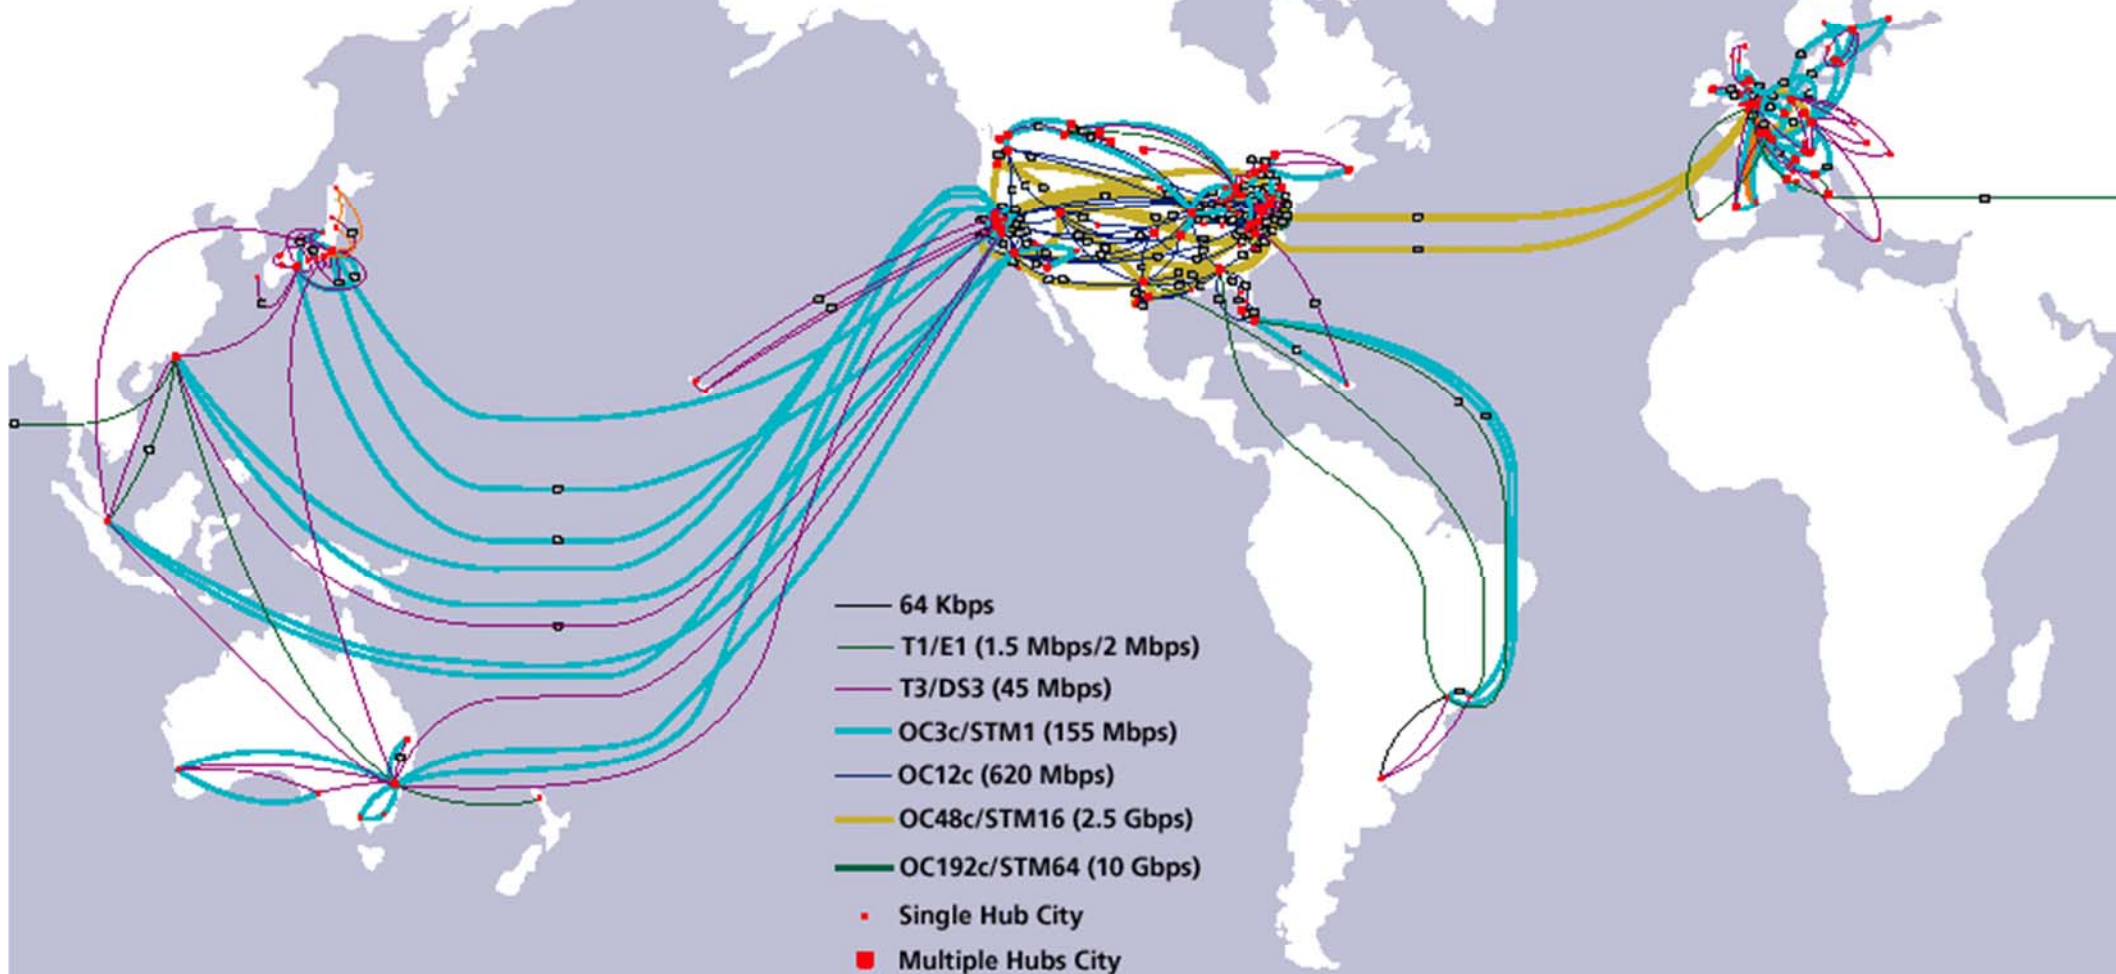 64 Kbps
T1/E1 (1.5 Mbps/2 Mbps)
T3/DS3 (45 Mbps)
OC3c/STM1 (155 Mbps)
OC12c (620 Mbps)
OC48c/STM16 (2.5 Gbps)
OC192c/STM64 (10 Gbps)
Single Hub City
Multiple Hubs City